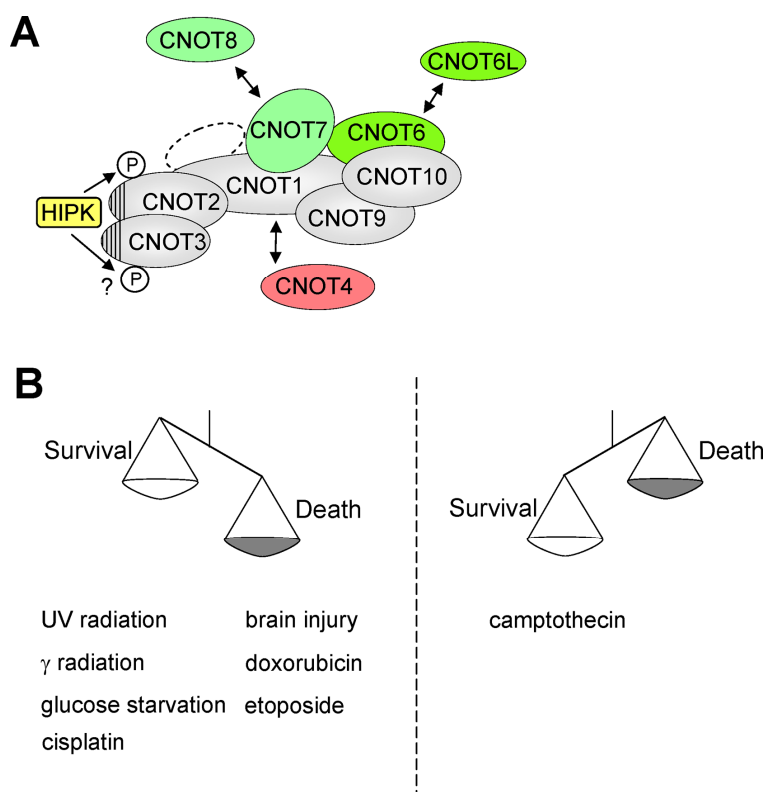 A
CNOT8
CNOT6L
CNOT7
CNOT6
P
CNOT1
CNOT10
HIPK
CNOT2
CNOT9
CNOT3
? P
CNOT4
B
Survival
Death
Death
Survival
UV radiation brain injury camptothecin
γ radiation doxorubicin
glucose starvation etoposide
cisplatin